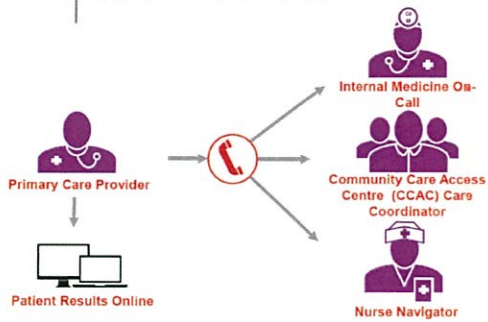 Internal Medicine On-
Call
Primary Care Provider
Community Care Access
Centre (CCAC) Care
Coordinator
Patient Results Online
Nurse Navigator